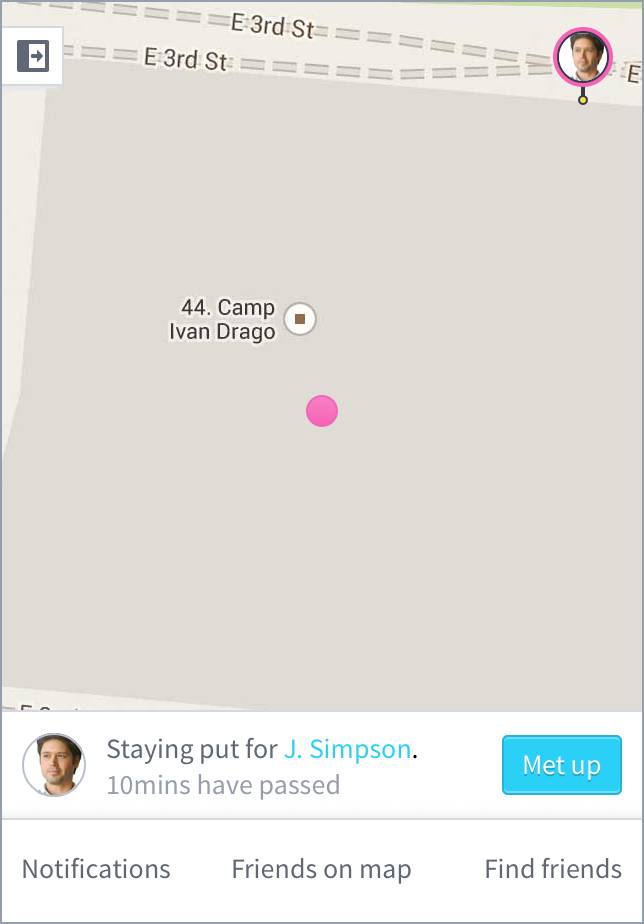 E 3rd St
E 3rd St
E
44. Camp
Ivan Drago
Staying put for J. Simpson.
10mins have passed
Met up
Notifications
Friends on map
Find friends